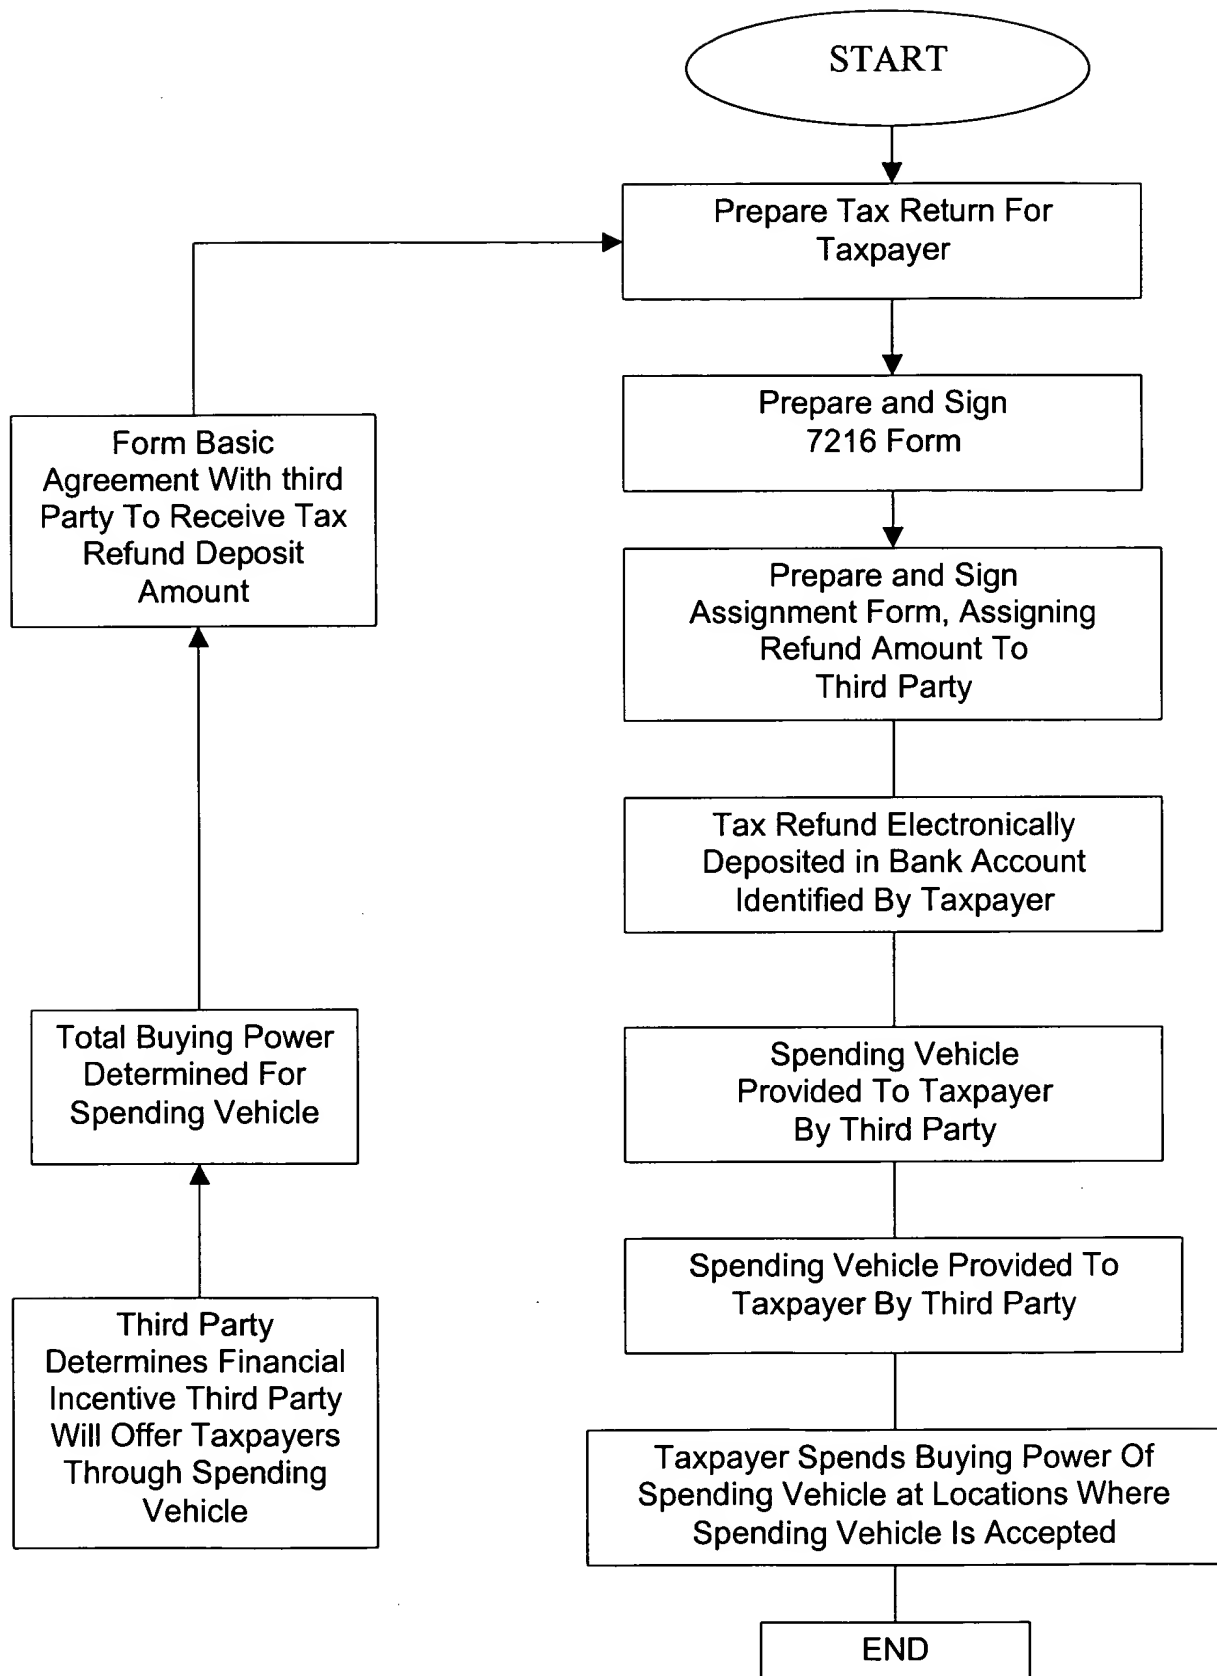 START
Prepare Tax Return For
Taxpayer
Prepare and Sign
7216 Form
Form Basic
Agreement With third
Party To Receive Tax
Refund Deposit
Amount
Prepare and Sign
Assignment Form, Assigning
Refund Amount To
Third Party
Tax Refund Electronically
Deposited in Bank Account
Identified By Taxpayer
Total Buying Power
Determined For
Spending Vehicle
Spending Vehicle
Provided To Taxpayer
By Third Party
Spending Vehicle Provided To
Taxpayer By Third Party
Third Party
Determines Financial
Incentive Third Party
Will Offer Taxpayers
Through Spending
Vehicle
Taxpayer Spends Buying Power Of
Spending Vehicle at Locations Where
Spending Vehicle Is Accepted
END